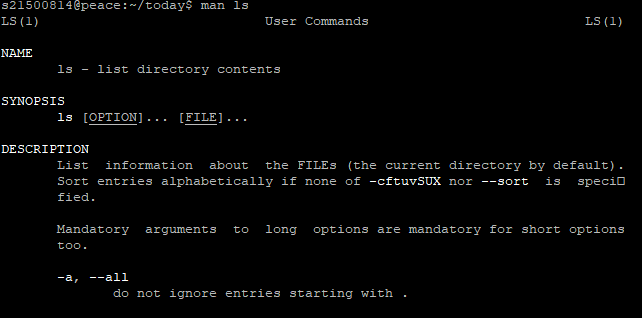 s21500814@peace:~/today$ man ls
LS(1) User Commands LS(1)
NAME
ls - list directory contents
SYNOPSIS
ls [OPTION]... [FILE]...
DESCRIPTION
List information about the FILEs (the current directory by default).
Sort entries alphabetically if none of -cftuvSUX nor --sort is speci□
fied.
Mandatory arguments to long options are mandatory for short options
too.
-a, --all
do not ignore entries starting with .